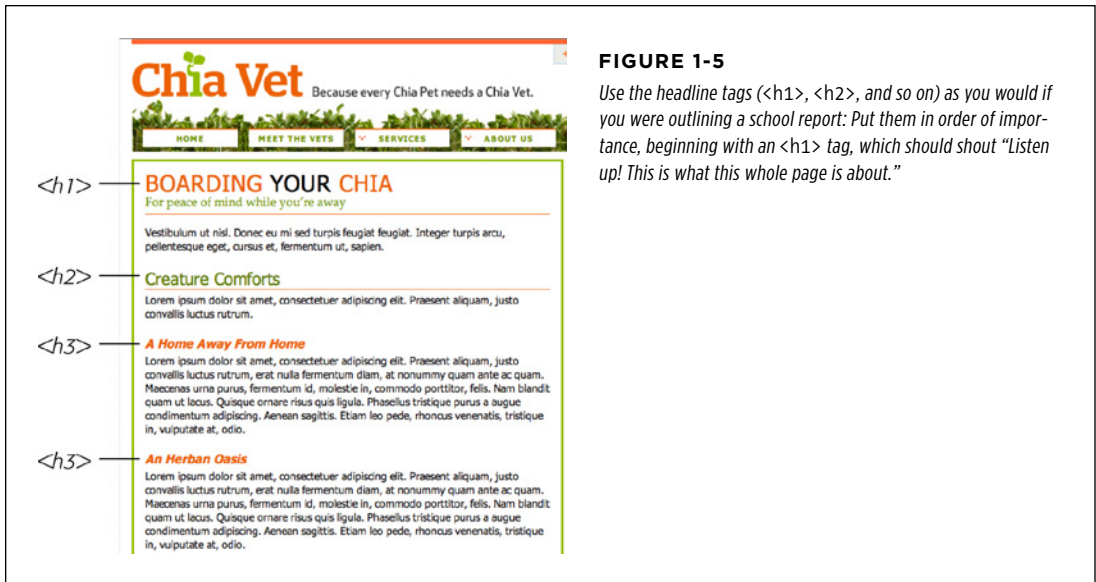 Chia Vet Because every Chia Pet needs a Chia Vet.
HOME MEET THE VETS SERVICES ABOUT US
<h1> BOARDING YOUR CHIA
For peace of mind while you're away
Vestibulum ut nisl. Donec eu mi sed turpis feugiat feugiat. Integer turpis arcu,
pellentesque eget, cursus et, fermentum ut, sapien.
<h2> Creature Comforts
Lorem ipsum dolor sit amet, consectetuer adipiscing elit. Praesent aliquam, justo
convallis luctus rutrum.
<h3> A Home Away From Home
Lorem ipsum dolor sit amet, consectetuer adipiscing elit. Praesent aliquam, justo
convallis luctus rutrum, erat nulla fermentum diam, at nonummy quam ante ac quam.
Maecenas urna purus, fermentum id, molestie in, commodo porttitor, felis. Nam blandit
quam ut lacus. Quisque ornare risus quis ligula. Phasellus tristique purus a augue
condimentum adipiscing. Aenean sagittis. Etiam leo pede, rhoncus venenatis, tristique
in, vulputate at, odio.
<h3> An Herban Oasis
Lorem ipsum dolor sit amet, consectetuer adipiscing elit. Praesent aliquam, justo
convallis luctus rutrum, erat nulla fermentum diam, at nonummy quam ante ac quam.
Maecenas urna purus, fermentum id, molestie in, commodo porttitor, felis. Nam blandit
quam ut lacus. Quisque ornare risus quis ligula. Phasellus tristique purus a augue
condimentum adipiscing. Aenean sagittis. Etiam leo pede, rhoncus venenatis, tristique
in, vulputate at, odio.
FIGURE 1-5
Use the headline tags (<h1>, <h2>, and so on) as you would if
you were outlining a school report: Put them in order of impor-
tance, beginning with an <h1> tag, which should shout “Listen
up! This is what this whole page is about.”